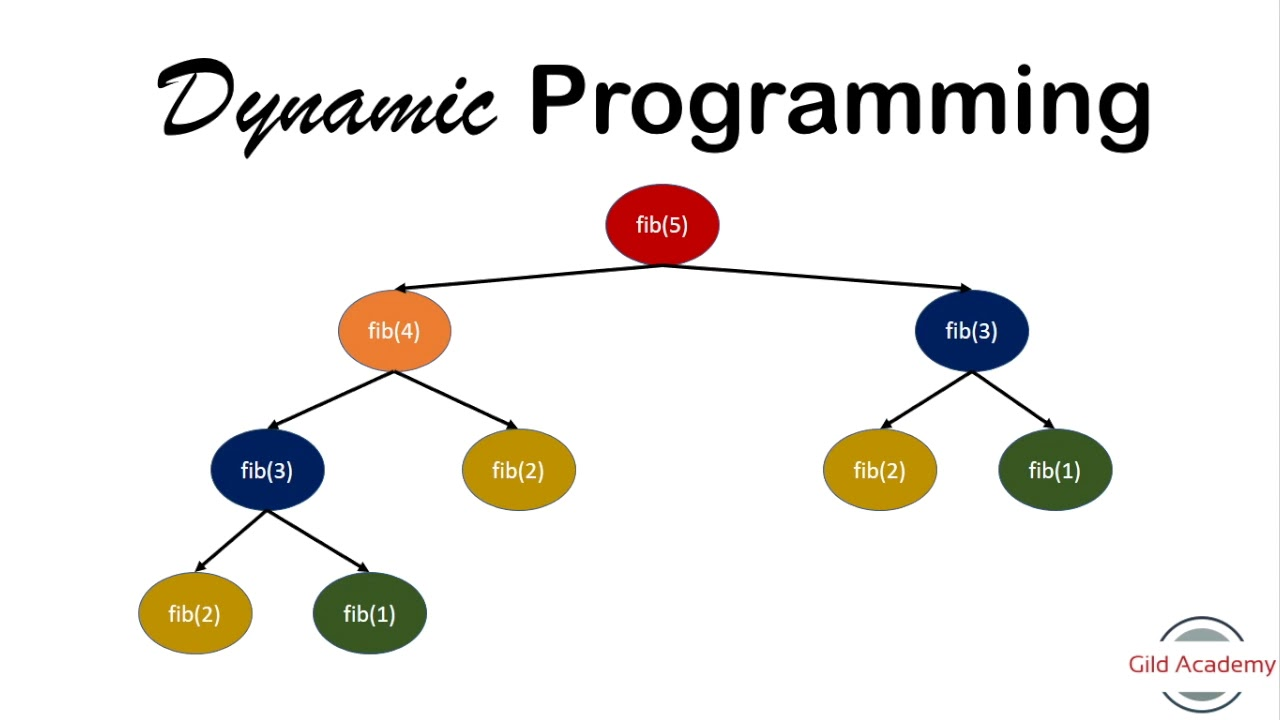 Dynamic Programming
fib(5)
fib(4)
fib(3)
fib(3)
fib(2)
fib(2)
fib(1)
fib(2)
fib(1)
Gild Academy